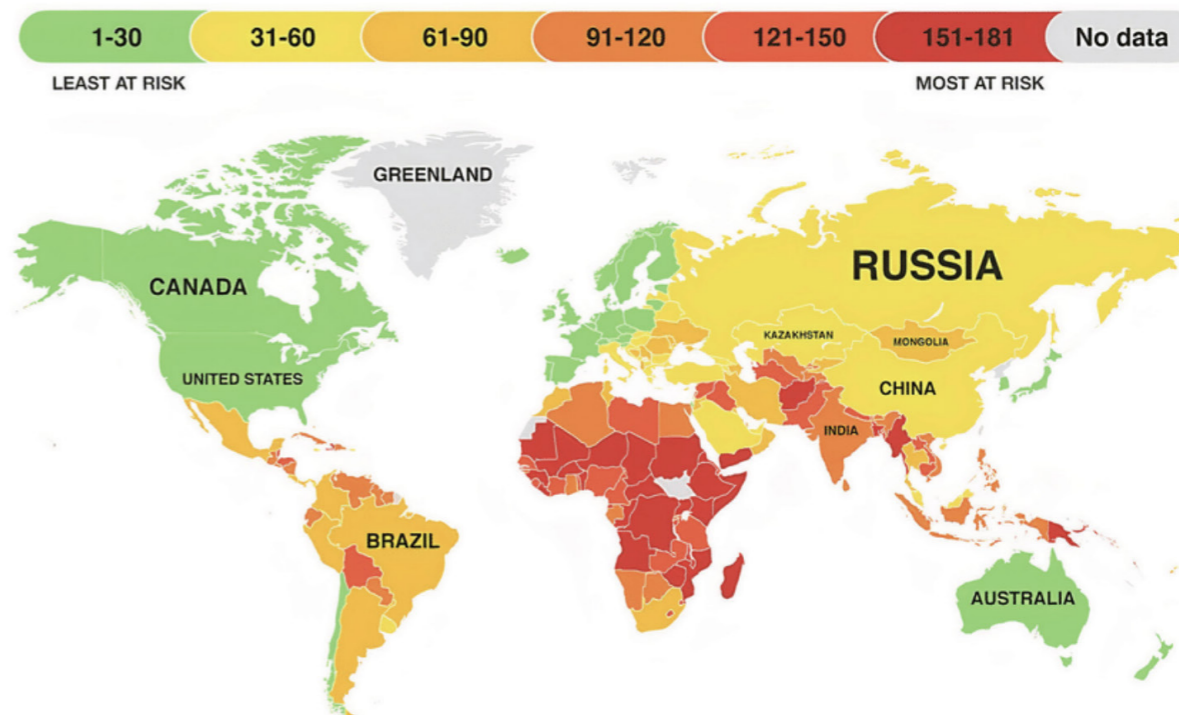 1-30 31-60 61-90 91-120 121-150 151-181 No data
LEAST AT RISK MOST AT RISK
GREENLAND
CANADA
RUSSIA
KAZAKHSTAN
MONGOLIA
UNITED STATES
CHINA
INDIA
BRAZIL
AUSTRALIA